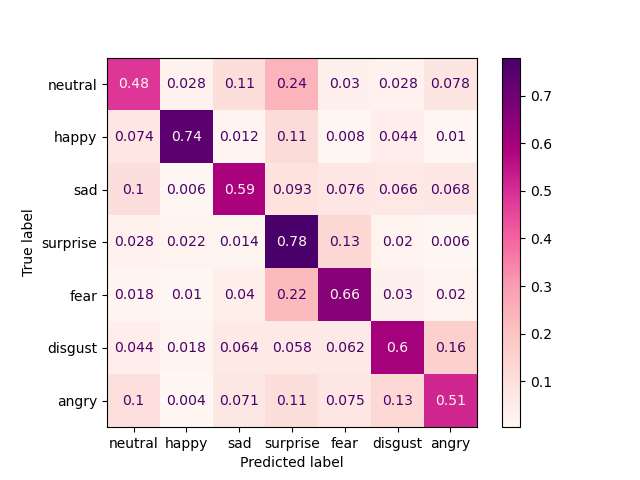 neutral 0.48 0.028 0.11 0.24 0.03 0.028 0.078
happy 0.074 0.74 0.012 0.11 0.008 0.044 0.01
sad 0.1 0.006 0.59 0.093 0.076 0.066 0.068
surprise 0.028 0.022 0.014 0.78 0.13 0.02 0.006
fear 0.018 0.01 0.04 0.22 0.66 0.03 0.02
disgust 0.044 0.018 0.064 0.058 0.062 0.6 0.16
angry 0.1 0.004 0.071 0.11 0.075 0.13 0.51
neutral happy sad surprise fear disgust angry
Predicted label
True label
0.7
0.6
0.5
0.4
0.3
0.2
0.1